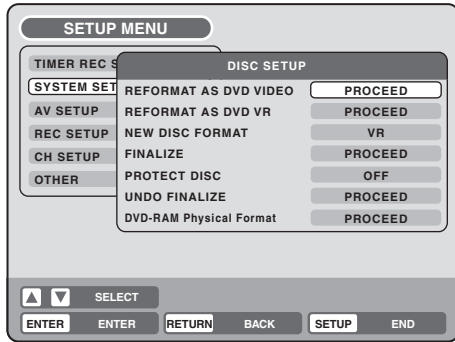 SETUP MENU
TIMER REC S
SYSTEM SET
AV SETUP
REC SETUP
CH SETUP
OTHER
DISC SETUP
REFORMAT AS DVD VIDEO PROCEED
REFORMAT AS DVD VR PROCEED
NEW DISC FORMAT VR
FINALIZE PROCEED
PROTECT DISC OFF
UNDO FINALIZE PROCEED
DVD-RAM Physical Format PROCEED
SELECT
ENTER ENTER RETURN BACK SETUP END